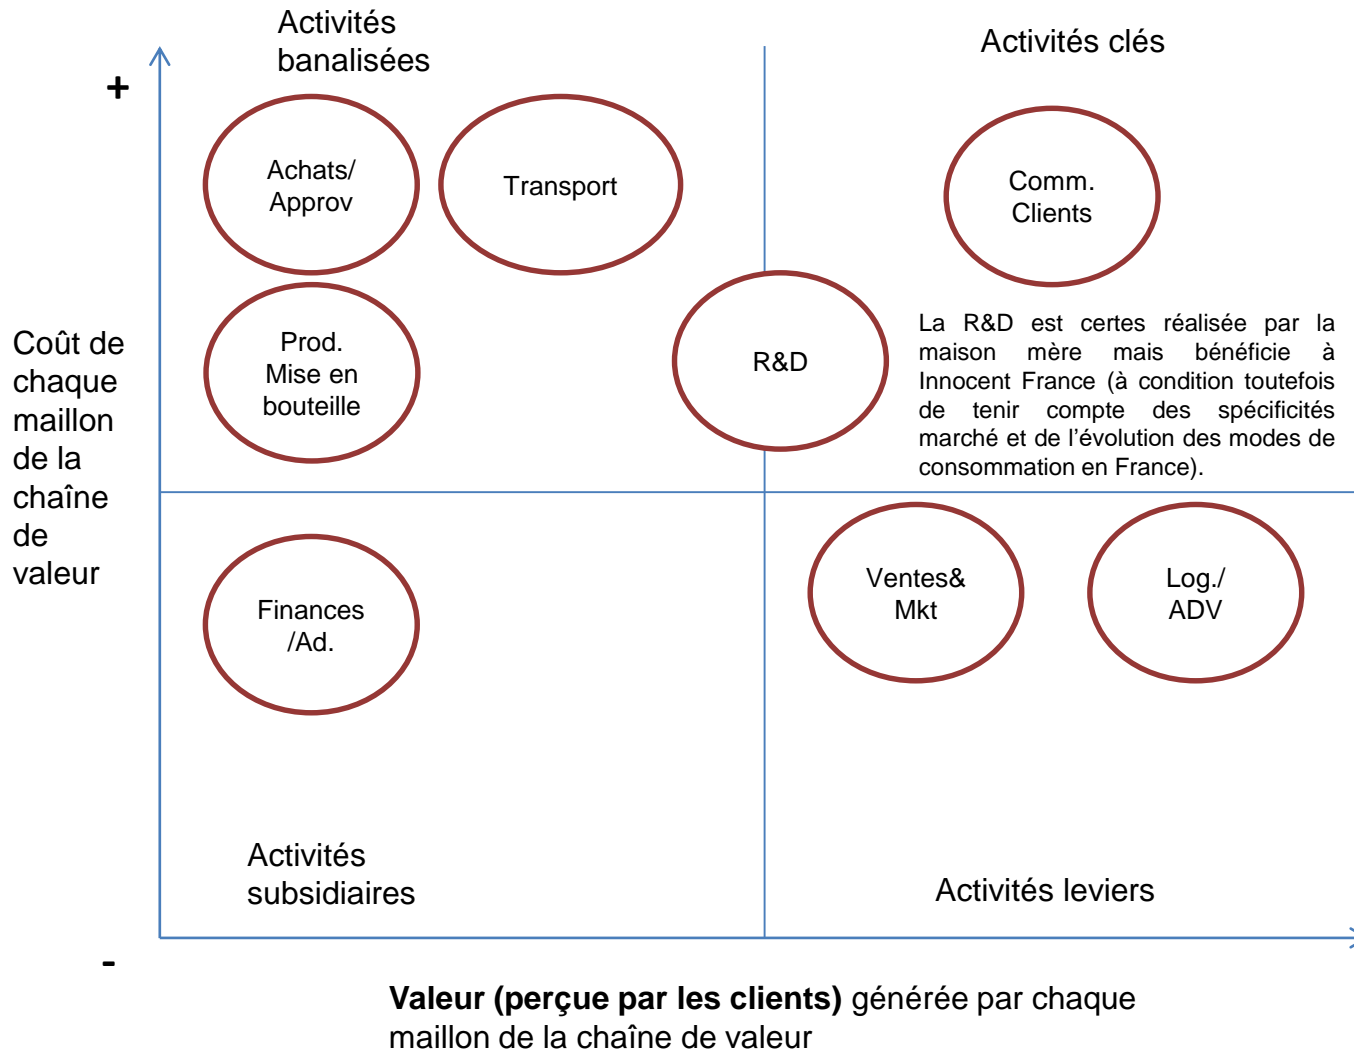 Activités
banalisées
Activités clés
+
Achats/
Approv
Transport
Comm.
Clients
Prod.
Mise en
bouteille
R&D
La R&D est certes réalisée par la
maison mère mais bénéficie à
Innocent France (à condition toutefois
de tenir compte des spécificités
marché et de l’évolution des modes de
consommation en France).
Coût de
chaque
maillon
de la
chaîne
de
valeur
Finances
/Ad.
Ventes&
Mkt
Log./
ADV
Activités
subsidiaires
Activités leviers
-
Valeur (perçue par les clients) générée par chaque
maillon de la chaîne de valeur